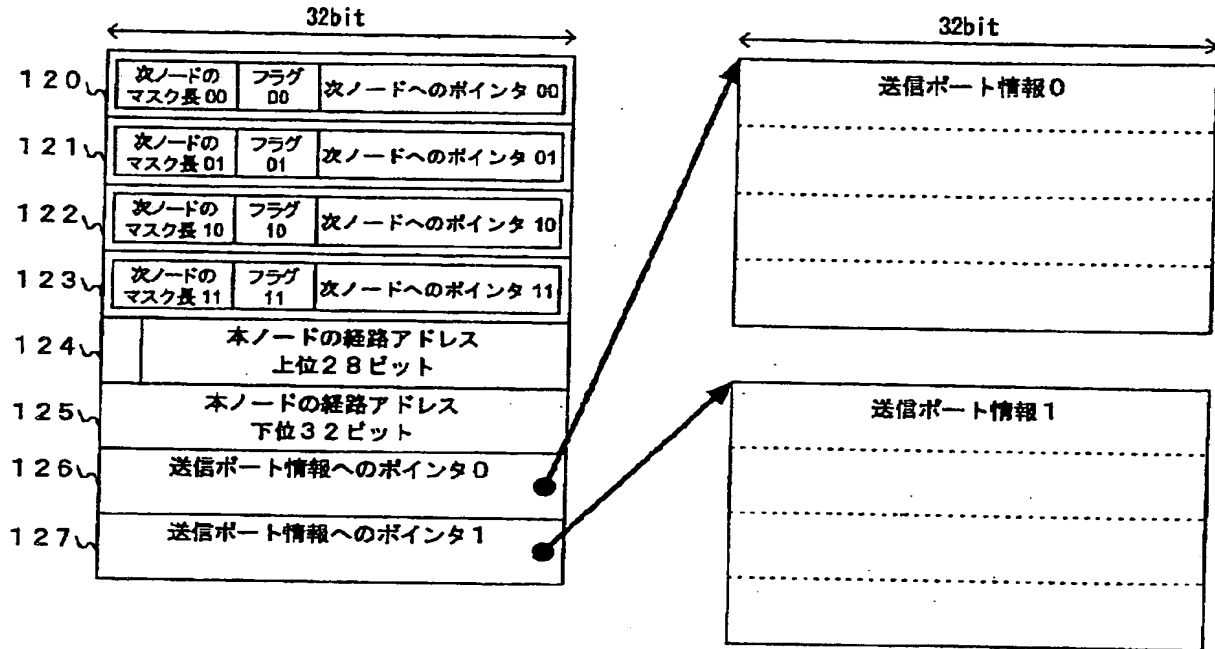 32bit
120
次ノードの
マスク長 00
フラグ
00
次ノードへのポインタ 00
121
次ノードの
マスク長 01
フラグ
01
次ノードへのポインタ 01
122
次ノードの
マスク長 10
フラグ
10
次ノードへのポインタ 10
123
次ノードの
マスク長 11
フラグ
11
次ノードへのポインタ 11
124
本ノードの経路アドレス
上位28ビット
125
本ノードの経路アドレス
下位32ビット
126
送信ポート情報へのポインタ0
127
送信ポート情報へのポインタ1
32bit
送信ポート情報0
送信ポート情報1